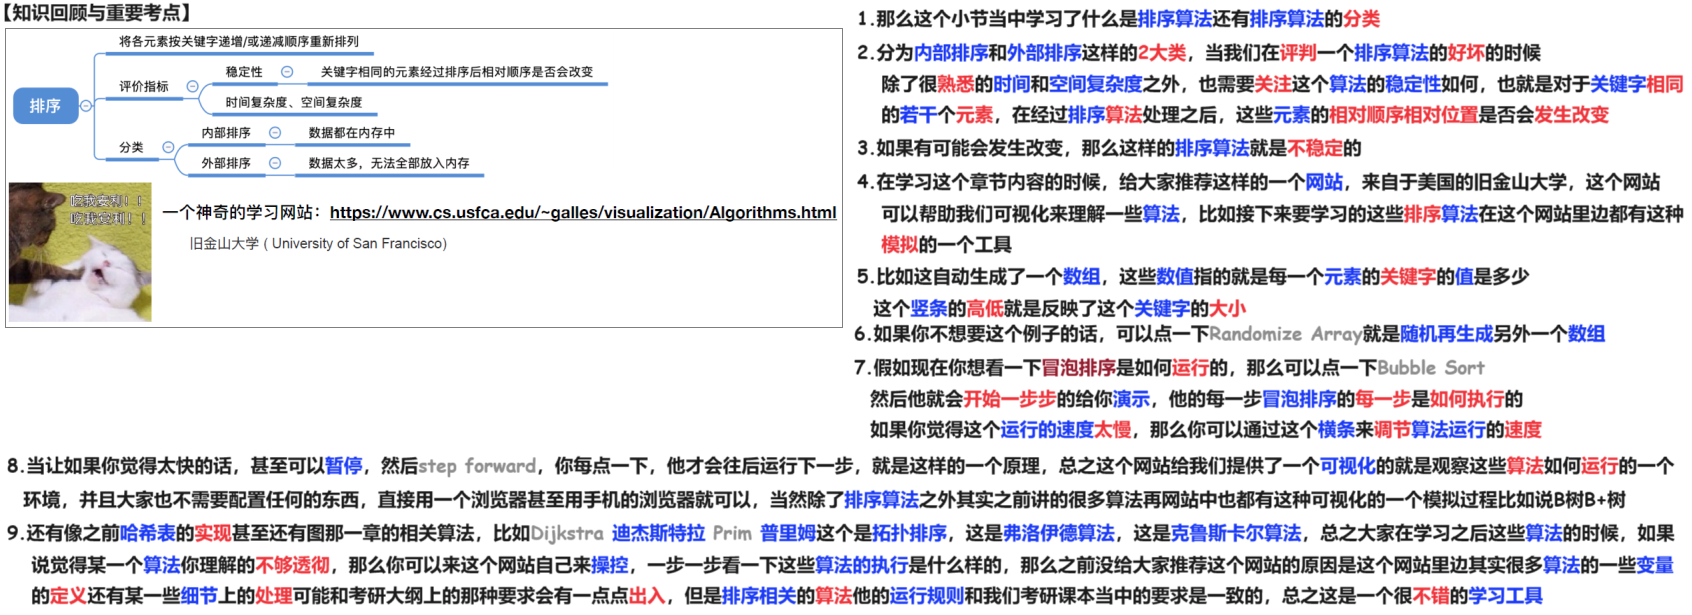 【知识回顾与重要考点】
将各元素按关键字递增/或递减顺序重新排列
稳定性
关键字相同的元素经过排序后相对顺序是否会改变
评价指标
时间复杂度、空间复杂度
排序
内部排序
数据都在内存中
分类
外部排序
数据太多，无法全部放入内存
吃我安利！！
吃我安利！！
一个神奇的学习网站：https://www.cs.usfca.edu/~galles/visualization/Algorithms.html
旧金山大学 ( University of San Francisco)
1.那么这个小节当中学习了什么是排序算法还有排序算法的分类
2.分为内部排序和外部排序这样的2大类，当我们在评判一个排序算法的好坏的时候
除了很熟悉的时间和空间复杂度之外，也需要关注这个算法的稳定性如何，也就是对于关键字相同
的若干个元素，在经过排序算法处理之后，这些元素的相对顺序相对位置是否会发生改变
3.如果有可能会发生改变，那么这样的排序算法就是不稳定的
4.在学习这个章节内容的时候，给大家推荐这样的一个网站，来自于美国的旧金山大学，这个网站
可以帮助我们可视化来理解一些算法，比如接下来要学习的这些排序算法在这个网站里边都有这种
模拟的一个工具
5.比如这自动生成了一个数组，这些数值指的就是每一个元素的关键字的值是多少
这个竖条的高低就是反映了这个关键字的大小
6.如果你不想要这个例子的话，可以点一下Randomize Array就是随机再生成另外一个数组
7.假如现在你想看一下冒泡排序是如何运行的，那么可以点一下Bubble Sort
然后他就会开始一步步的给你演示，他的每一步冒泡排序的每一步是如何执行的
如果你觉得这个运行的速度太慢，那么你可以通过这个横条来调节算法运行的速度
8.当让如果你觉得太快的话，甚至可以暂停，然后step forward，你每点一下，他才会往后运行下一步，就是这样的一个原理，总之这个网站给我们提供了一个可视化的就是观察这些算法如何运行的一个
环境，并且大家也不需要配置任何的东西，直接用一个浏览器甚至用手机的浏览器就可以，当然除了排序算法之外其实之前讲的很多算法再网站中也都有这种可视化的一个模拟过程比如说B树B+树
9.还有像之前哈希表的实现甚至还有图那一章的相关算法，比如Dijkstra 迪杰斯特拉 Prim 普里姆这个是拓扑排序，这是弗洛伊德算法，这是克鲁斯卡尔算法，总之大家在学习之后这些算法的时候，如果
说觉得某一个算法你理解的不够透彻，那么你可以来这个网站自己来操控，一步一步看一下这些算法的执行是什么样的，那么之前没给大家推荐这个网站的原因是这个网站里边其实很多算法的一些变量
的定义还有某一些细节上的处理可能和考研大纲上的那种要求会有一点点出入，但是排序相关的算法他的运行规则和我们考研课本当中的要求是一致的，总之这是一个很不错的学习工具